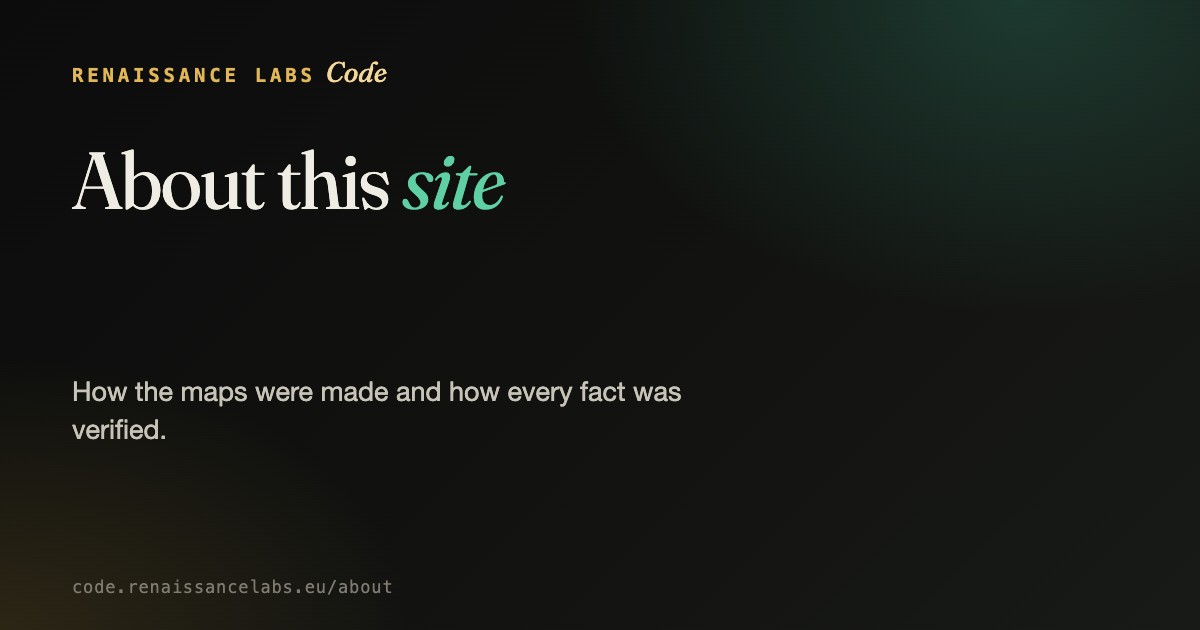 RENAISSANCE LABS Code
About this site
How the maps were made and how every fact was
verified.
code.renaissancelabs.eu/about